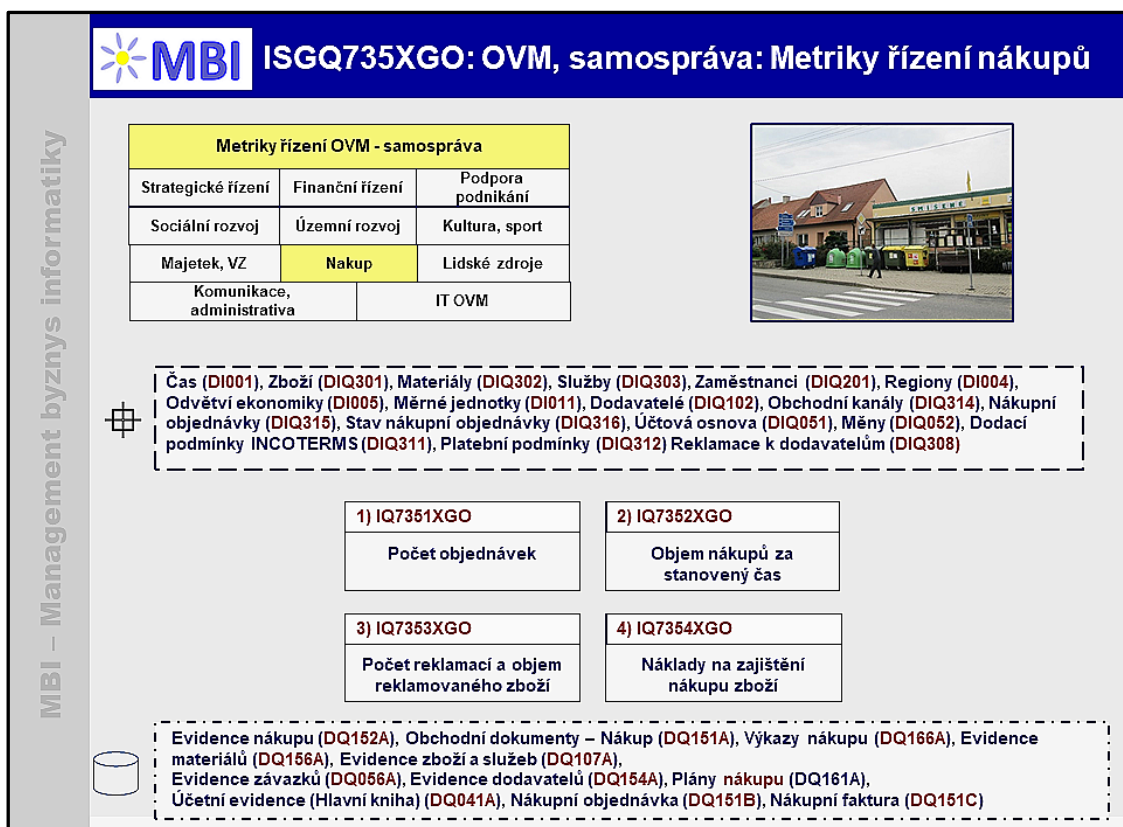 MBI – Management byznys informatiky
MBI
ISGQ735XGO: OVM, samospráva: Metriky řízení nákupů
Metriky řízení OVM - samospráva
Strategické řízení
Finanční řízení
Podpora
podnikání
Sociální rozvoj
Územní rozvoj
Kultura, sport
Majetek, VZ
Nakup
Lidské zdroje
Komunikace,
administrativa
IT OVM
SMÍŠENÉ
Čas (DI001), Zboží (DIQ301), Materiály (DIQ302), Služby (DIQ303), Zaměstnanci (DIQ201), Regiony (DI004),
Odvětví ekonomiky (DI005), Měrné jednotky (DI011), Dodavatelé (DIQ102), Obchodní kanály (DIQ314), Nákupní
objednávky (DIQ315), Stav nákupní objednávky (DIQ316), Účtová osnova (DIQ051), Měny (DIQ052), Dodací
podmínky INCOTERMS (DIQ311), Platební podmínky (DIQ312) Reklamace k dodavatelům (DIQ308)
1) IQ7351XGO
Počet objednávek
2) IQ7352XGO
Objem nákupů za
stanovený čas
3) IQ7353XGO
Počet reklamací a objem
reklamovaného zboží
4) IQ7354XGO
Náklady na zajištění
nákupu zboží
Evidence nákupu (DQ152A), Obchodní dokumenty – Nákup (DQ151A), Výkazy nákupu (DQ166A), Evidence
materiálů (DQ156A), Evidence zboží a služeb (DQ107A),
Evidence závazků (DQ056A), Evidence dodavatelů (DQ154A), Plány nákupu (DQ161A),
Účetní evidence (Hlavní kniha) (DQ041A), Nákupní objednávka (DQ151B), Nákupní faktura (DQ151C)